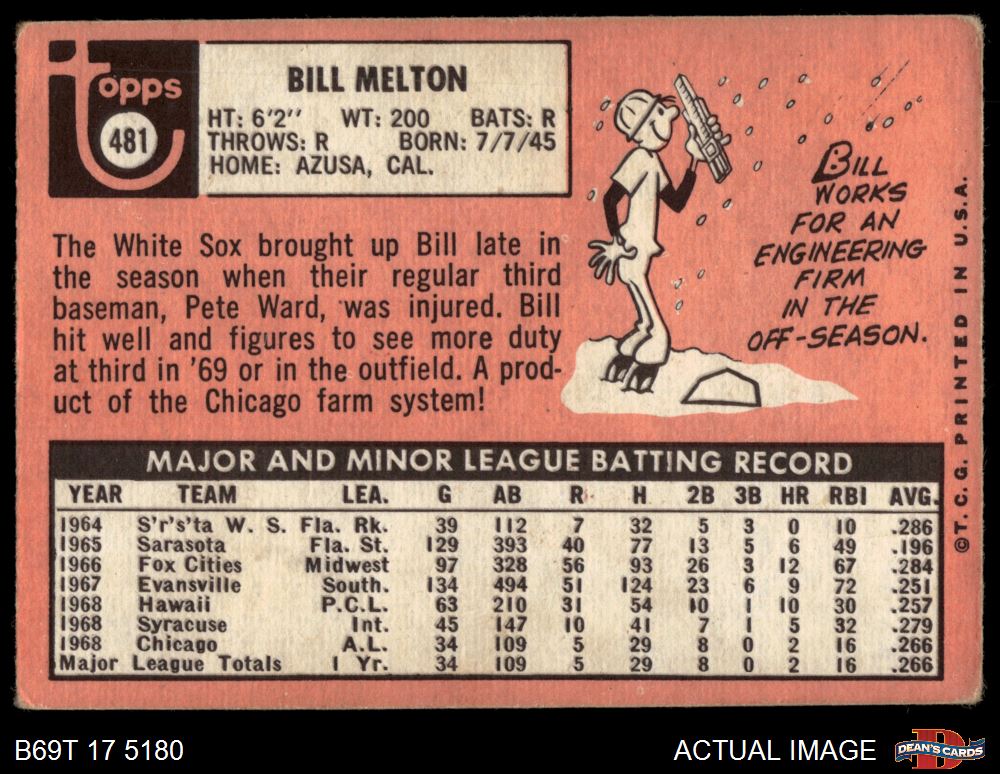 topps
481
BILL MELTON
HT: 6'2" WT: 200 BATS: R
THROWS: R BORN: 7/7/45
HOME: AZUSA, CAL.
The White Sox brought up Bill late in
the season when their regular third
baseman, Pete Ward, was injured. Bill
hit well and figures to see more duty
at third in '69 or in the outfield. A prod-
uct of the Chicago farm system!
BILL
WORKS
FOR AN
ENGINEERING
FIRM
IN THE
OFF-SEASON.
©T. C. G. PRINTED IN U.S.A.
MAJOR AND MINOR LEAGUE BATTING RECORD
YEAR TEAM LEA. G AB R H 2B 3B HR RBI AVG.
1964 S'r's'ta W. S. Fla. Rk. 39 112 7 32 5 3 0 10 .286
1965 Sarasota Fla. St. 129 393 40 77 13 5 6 49 .196
1966 Fox Cities Midwest 97 328 56 93 26 3 12 67 .284
1967 Evansville South. 134 494 51 124 23 6 9 72 .251
1968 Hawaii P.C.L. 63 210 31 54 10 1 10 30 .257
1968 Syracuse Int. 45 147 10 41 7 1 5 32 .279
1968 Chicago A.L. 34 109 5 29 8 0 2 16 .266
Major League Totals 1 Yr. 34 109 5 29 8 0 2 16 .266
B69T 17 5180
ACTUAL IMAGE
D
DEAN'S CARDS